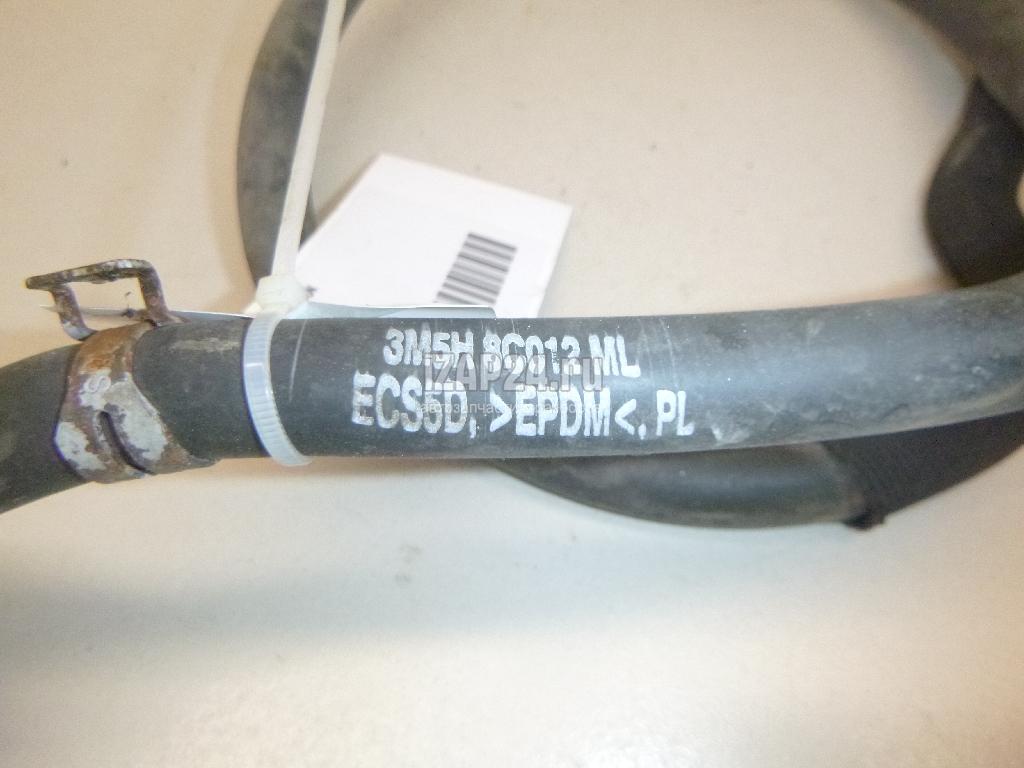 3M5H 8C012 ML
IZAP24.ru
ECS5D, >EPDM<, PL